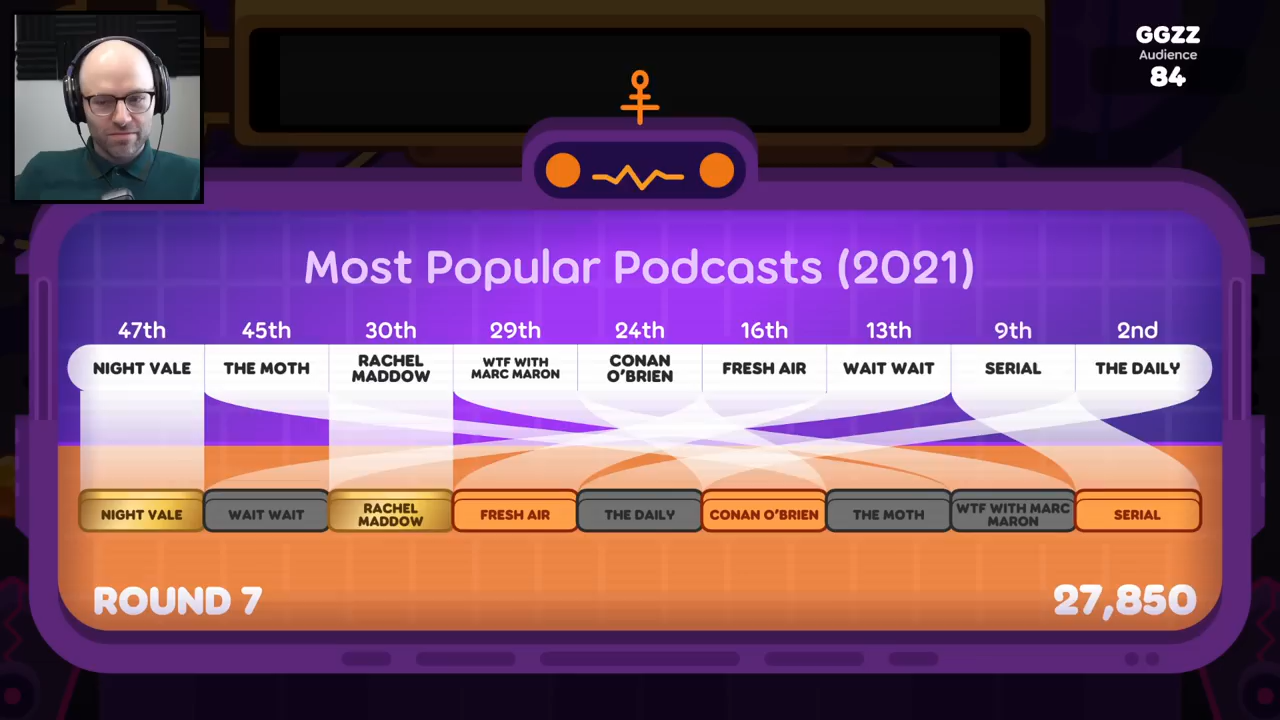 GGZZ
Audience
84
Most Popular Podcasts (2021)
47th 45th 30th 29th 24th 16th 13th 9th 2nd
NIGHT VALE THE MOTH RACHEL MADDOW WTF WITH MARC MARON CONAN O'BRIEN FRESH AIR WAIT WAIT SERIAL THE DAILY
NIGHT VALE WAIT WAIT RACHEL MADDOW FRESH AIR THE DAILY CONAN O'BRIEN THE MOTH WTF WITH MARC MARON SERIAL
ROUND 7 27,850